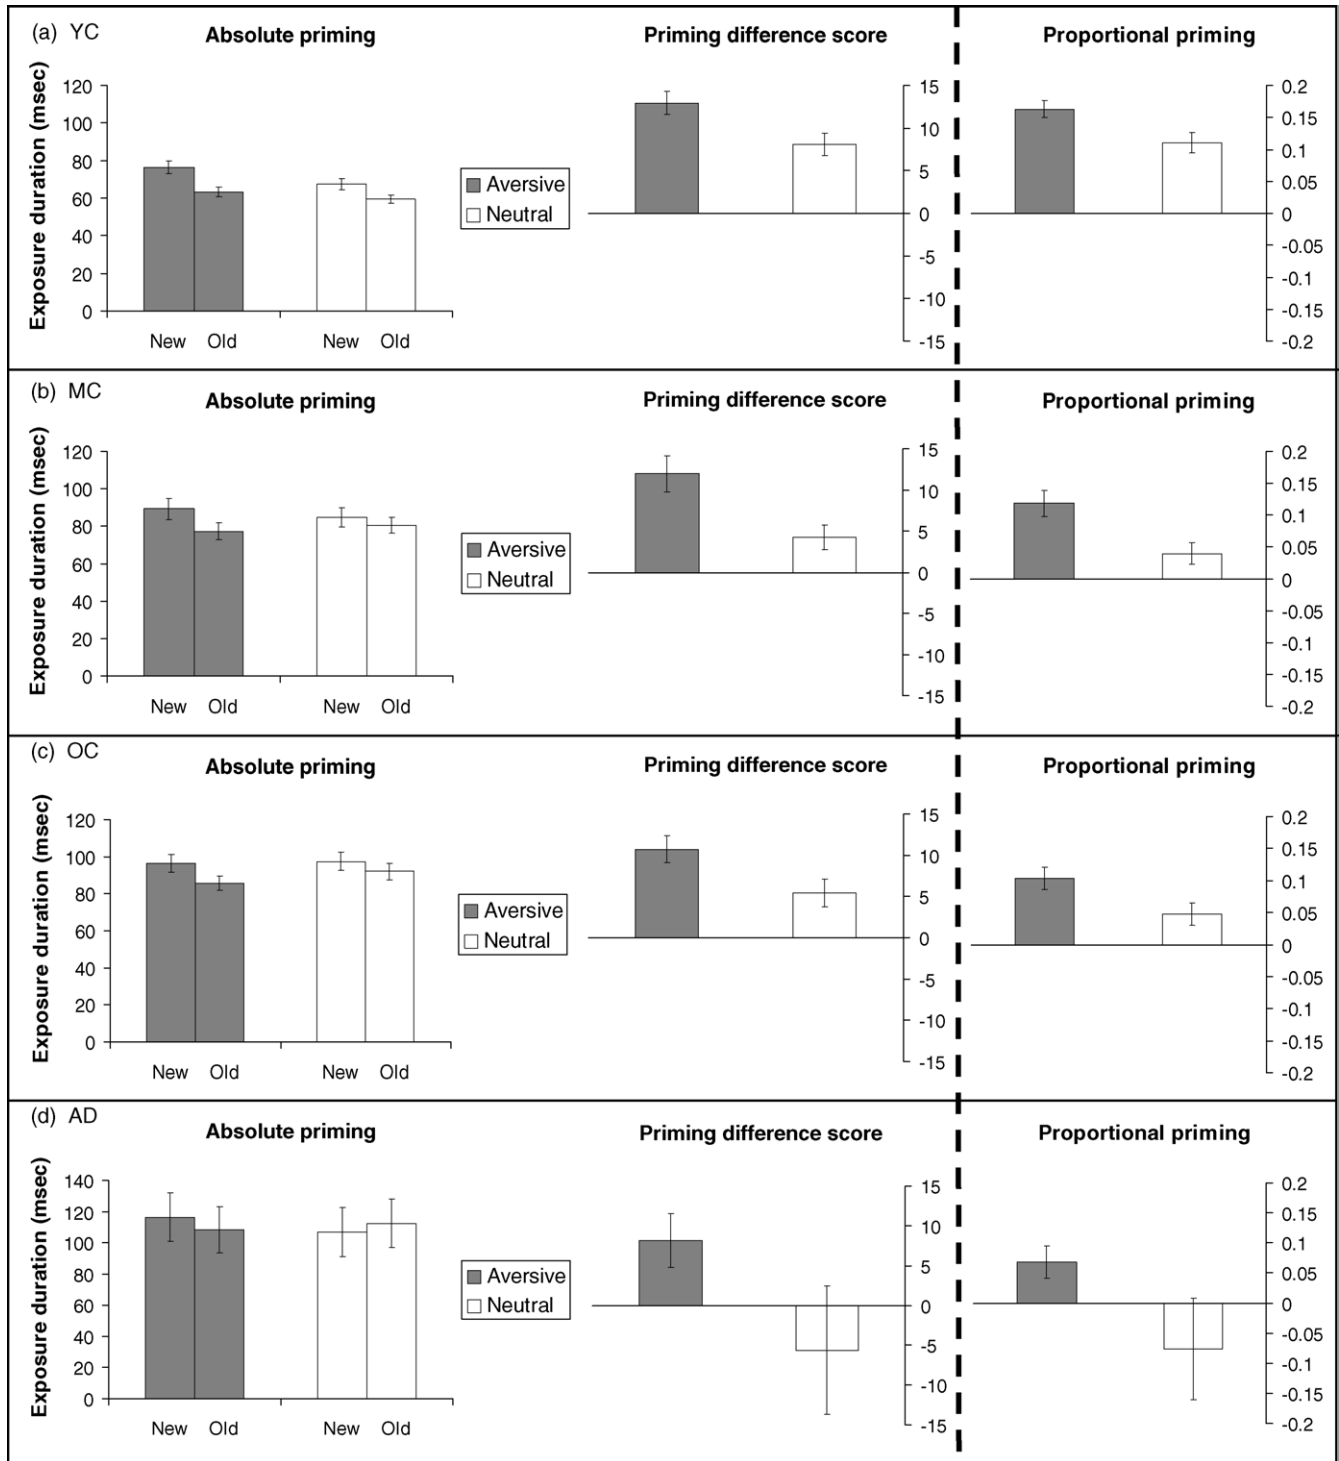 (a) YC
Absolute priming
Priming difference score
Proportional priming
Exposure duration (msec)
120
100
80
60
40
20
0
New Old New Old
Aversive
Neutral
15
10
5
0
-5
-10
-15
0.2
0.15
0.1
0.05
0
-0.05
-0.1
-0.15
-0.2
(b) MC
Absolute priming
Priming difference score
Proportional priming
Exposure duration (msec)
120
100
80
60
40
20
0
New Old New Old
Aversive
Neutral
15
10
5
0
-5
-10
-15
0.2
0.15
0.1
0.05
0
-0.05
-0.1
-0.15
-0.2
(c) OC
Absolute priming
Priming difference score
Proportional priming
Exposure duration (msec)
120
100
80
60
40
20
0
New Old New Old
Aversive
Neutral
15
10
5
0
-5
-10
-15
0.2
0.15
0.1
0.05
0
-0.05
-0.1
-0.15
-0.2
(d) AD
Absolute priming
Priming difference score
Proportional priming
Exposure duration (msec)
140
120
100
80
60
40
20
0
New Old New Old
Aversive
Neutral
15
10
5
0
-5
-10
-15
0.2
0.15
0.1
0.05
0
-0.05
-0.1
-0.15
-0.2